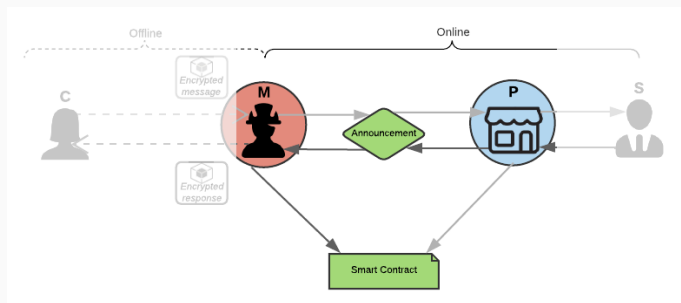 Offline
Online
Encrypted
message
C
M
P
S
Announcement
Encrypted
response
Smart Contract